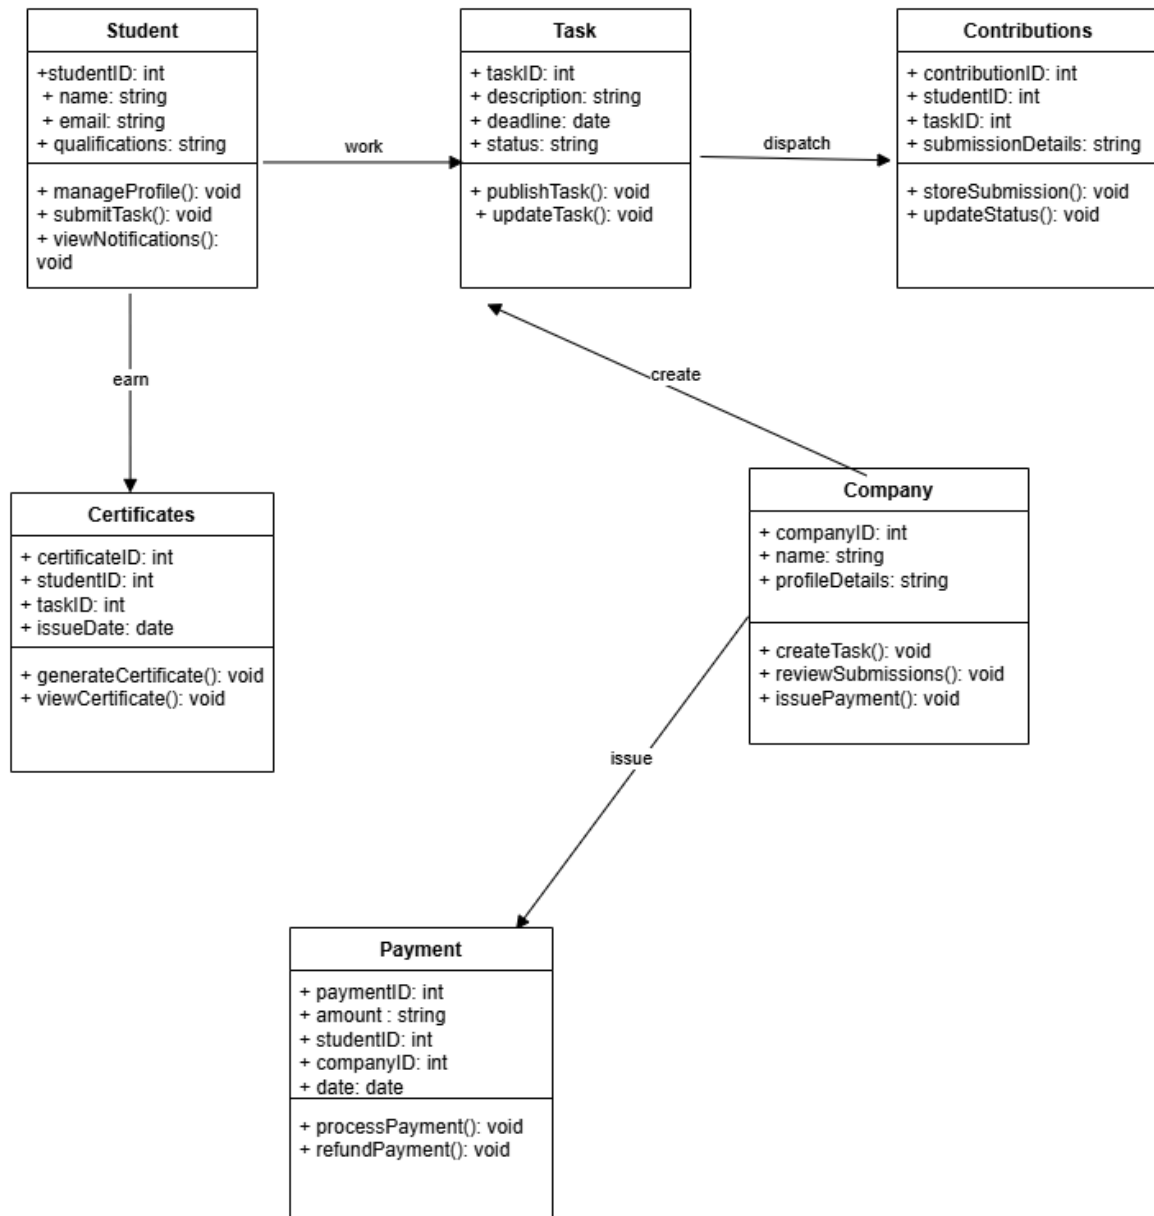 Student
+studentID: int
+ name: string
+ email: string
+ qualifications: string
+ manageProfile(): void
+ submitTask(): void
+ viewNotifications():
void
work
Task
+ taskID: int
+ description: string
+ deadline: date
+ status: string
+ publishTask(): void
+ updateTask(): void
dispatch
Contributions
+ contributionID: int
+ studentID: int
+ taskID: int
+ submissionDetails: string
+ storeSubmission(): void
+ updateStatus(): void
earn
create
Certificates
+ certificateID: int
+ studentID: int
+ taskID: int
+ issueDate: date
+ generateCertificate(): void
+ viewCertificate(): void
Company
+ companyID: int
+ name: string
+ profileDetails: string
+ createTask(): void
+ reviewSubmissions(): void
+ issuePayment(): void
issue
Payment
+ paymentID: int
+ amount : string
+ studentID: int
+ companyID: int
+ date: date
+ processPayment(): void
+ refundPayment(): void